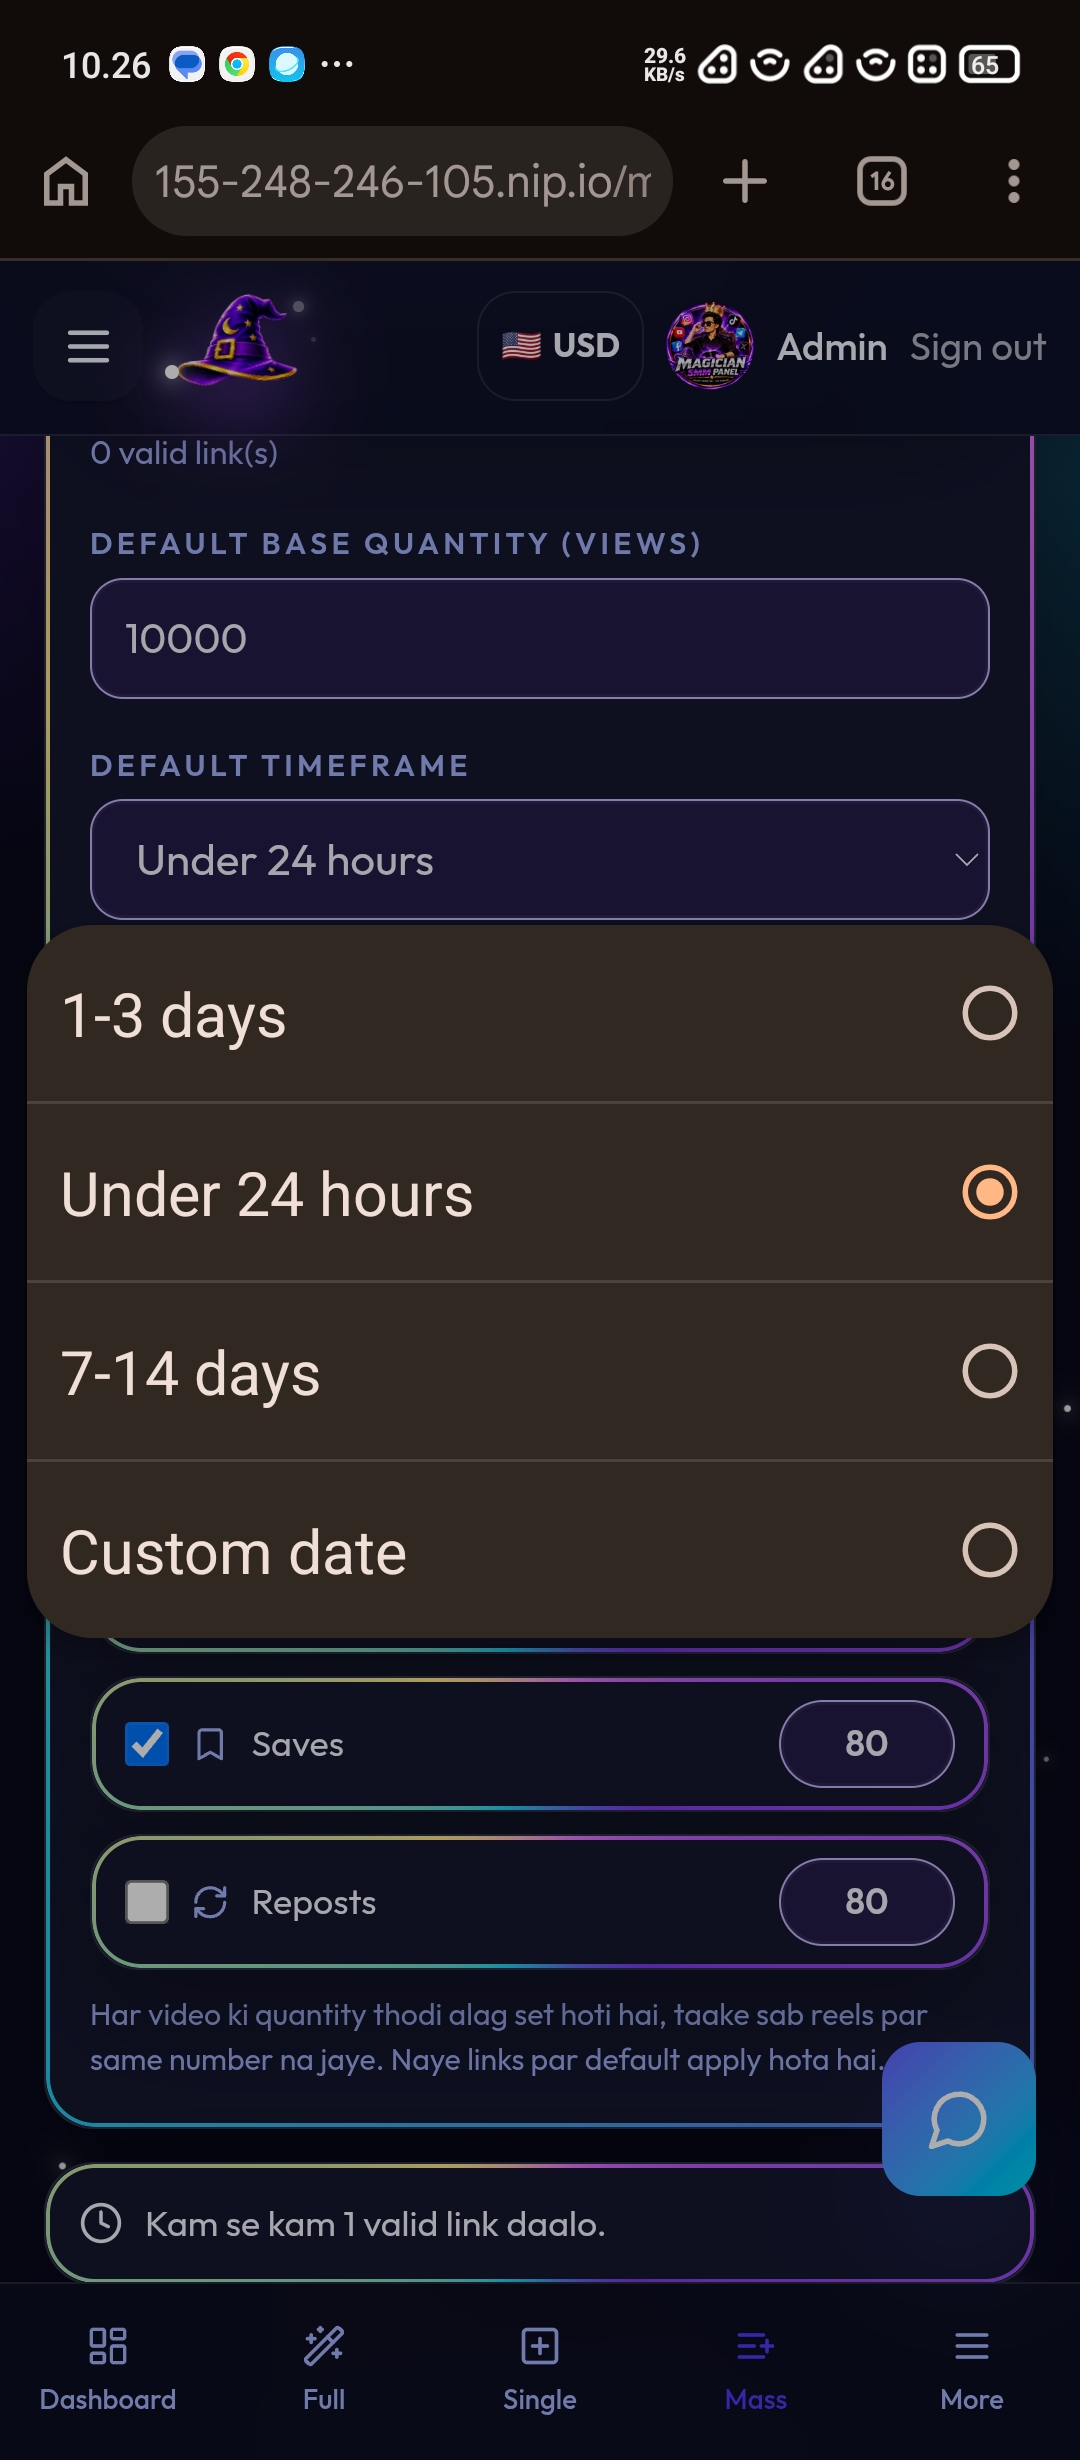 10.26
29.6
KB/s
65
155-248-246-105.nip.io/m
16
🇺🇸 USD
MAGICIAN
SMM PANEL
Admin
Sign out
0 valid link(s)
DEFAULT BASE QUANTITY (VIEWS)
10000
DEFAULT TIMEFRAME
Under 24 hours
1-3 days
Under 24 hours
7-14 days
Custom date
Saves
80
Reposts
80
Har video ki quantity thodi alag set hoti hai, taake sab reels par
same number na jaye. Naye links par default apply hota hai.
Kam se kam 1 valid link daalo.
Dashboard
Full
Single
Mass
More